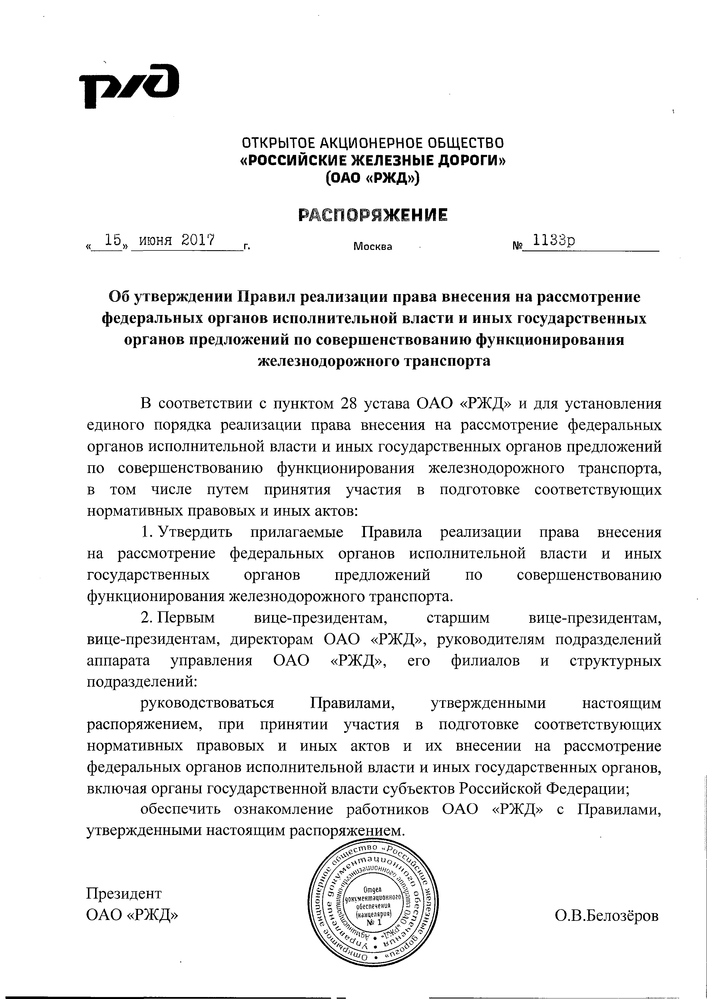 ржд
ОТКРЫТОЕ АКЦИОНЕРНОЕ ОБЩЕСТВО
«РОССИЙСКИЕ ЖЕЛЕЗНЫЕ ДОРОГИ»
(ОАО «РЖД»)
РАСПОРЯЖЕНИЕ
« 15 » июня 2017 г. Москва № 1133р
Об утверждении Правил реализации права внесения на рассмотрение
федеральных органов исполнительной власти и иных государственных
органов предложений по совершенствованию функционирования
железнодорожного транспорта
В соответствии с пунктом 28 устава ОАО «РЖД» и для установления
единого порядка реализации права внесения на рассмотрение федеральных
органов исполнительной власти и иных государственных органов предложений
по совершенствованию функционирования железнодорожного транспорта,
в том числе путем принятия участия в подготовке соответствующих
нормативных правовых и иных актов:
1. Утвердить прилагаемые Правила реализации права внесения
на рассмотрение федеральных органов исполнительной власти и иных
государственных органов предложений по совершенствованию
функционирования железнодорожного транспорта.
2. Первым вице-президентам, старшим вице-президентам,
вице-президентам, директорам ОАО «РЖД», руководителям подразделений
аппарата управления ОАО «РЖД», его филиалов и структурных
подразделений:
руководствоваться Правилами, утвержденными настоящим
распоряжением, при принятии участия в подготовке соответствующих
нормативных правовых и иных актов и их внесении на рассмотрение
федеральных органов исполнительной власти и иных государственных органов,
включая органы государственной власти субъектов Российской Федерации;
обеспечить ознакомление работников ОАО «РЖД» с Правилами,
утвержденными настоящим распоряжением.
Открытое акционерное общество «Российские железные дороги»
Управление документационного обеспечения
Административно-организационного аппарата ОАО «РЖД»
Отдел
документационного
обеспечения
(канцелярия)
№ 1
Президент
ОАО «РЖД» О.В.Белозёров